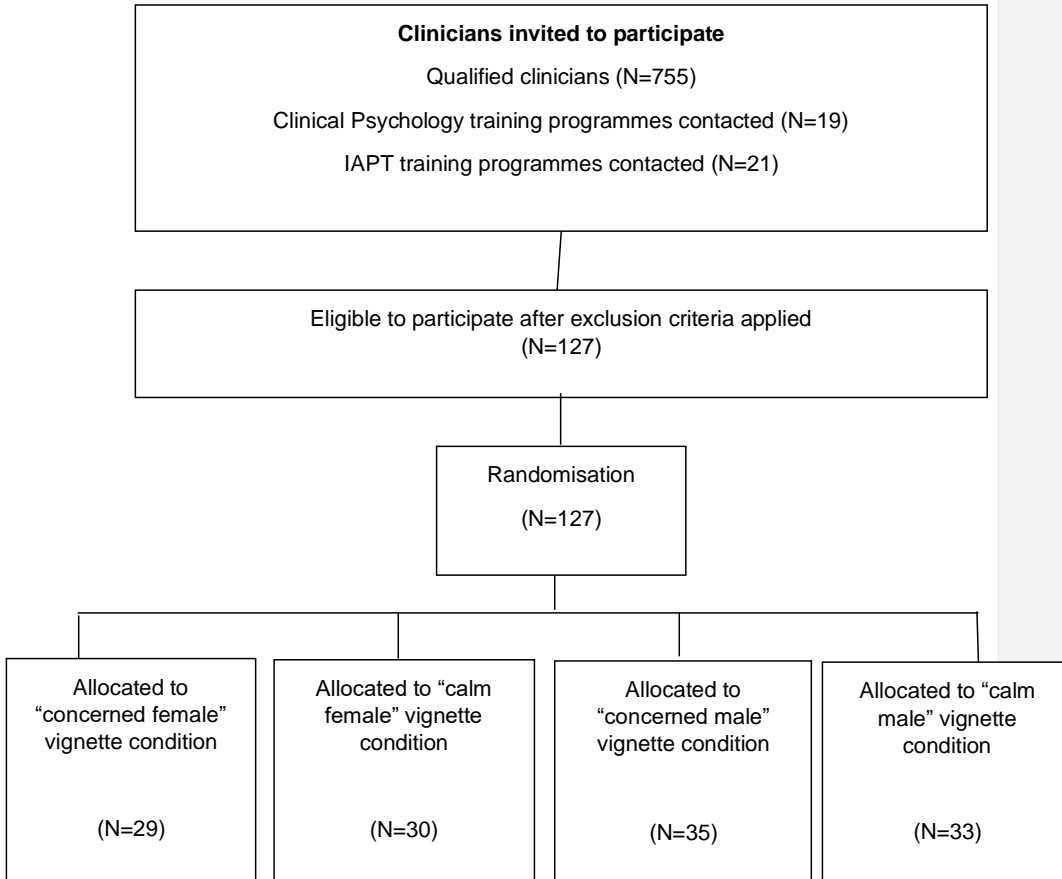 Clinicians invited to participate
Qualified clinicians (N=755)
Clinical Psychology training programmes contacted (N=19)
IAPT training programmes contacted (N=21)
Eligible to participate after exclusion criteria applied
(N=127)
Randomisation
(N=127)
Allocated to
“concerned female”
vignette condition
(N=29)
Allocated to “calm
female” vignette
condition
(N=30)
Allocated to
“concerned male”
vignette condition
(N=35)
Allocated to “calm
male” vignette
condition
(N=33)